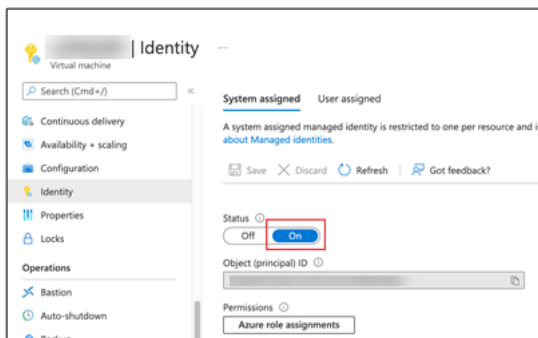 | Identity ...
Virtual machine
Search (Cmd+/)
«
Continuous delivery
Availability + scaling
Configuration
Identity
Properties
Locks
Operations
Bastion
Auto-shutdown
Backup
System assigned User assigned
A system assigned managed identity is restricted to one per resource and i
about Managed identities.
Save Discard Refresh Got feedback?
Status
Off On
Object (principal) ID
Permissions
Azure role assignments